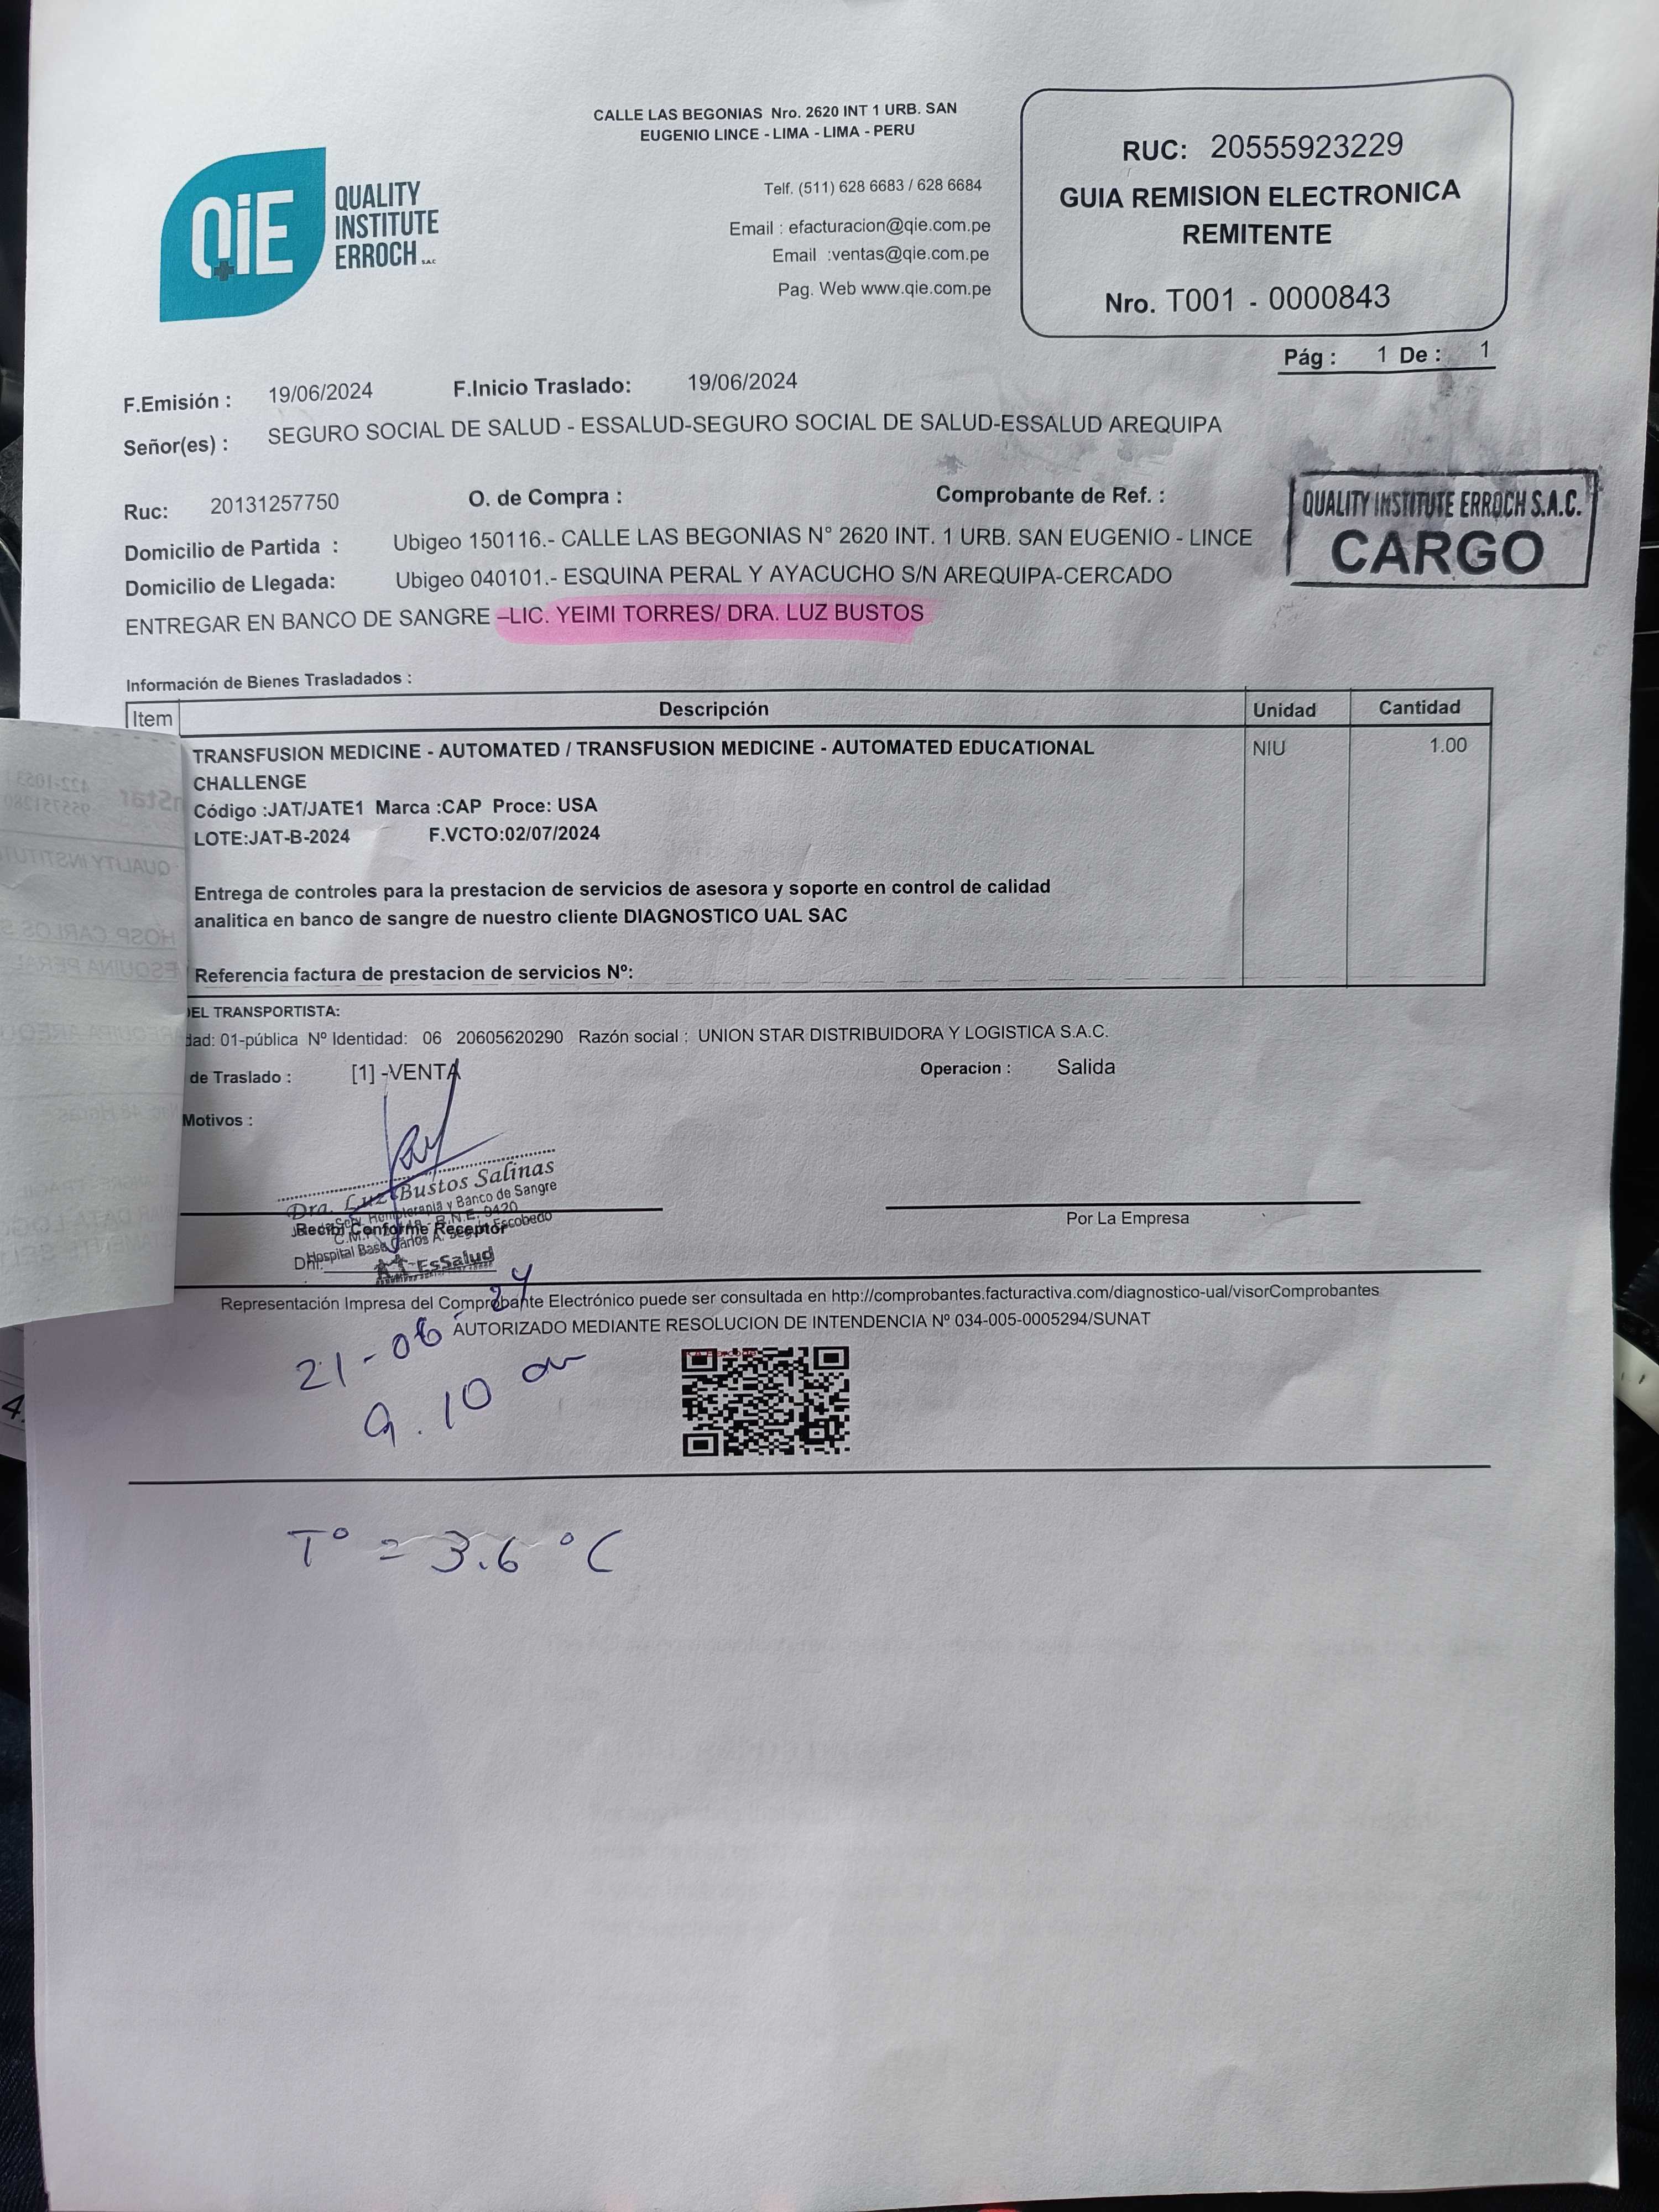 CALLE LAS BEGONIAS Nro. 2620 INT 1 URB. SAN
EUGENIO LINCE - LIMA - LIMA - PERU
QiE
QUALITY
INSTITUTE
ERROCH S.A.C
Telf. (511) 628 6683 / 628 6684
Email : efacturacion@qie.com.pe
Email :ventas@qie.com.pe
Pag. Web www.qie.com.pe
RUC: 20555923229
GUIA REMISION ELECTRONICA
REMITENTE
Nro. T001 - 0000843
Pág : 1 De : 1
F.Emisión : 19/06/2024 F.Inicio Traslado: 19/06/2024
Señor(es) : SEGURO SOCIAL DE SALUD - ESSALUD-SEGURO SOCIAL DE SALUD-ESSALUD AREQUIPA
Ruc: 20131257750 O. de Compra : Comprobante de Ref. :
QUALITY INSTITUTE ERROCH S.A.C.
CARGO
Domicilio de Partida : Ubigeo 150116.- CALLE LAS BEGONIAS N° 2620 INT. 1 URB. SAN EUGENIO - LINCE
Domicilio de Llegada: Ubigeo 040101.- ESQUINA PERAL Y AYACUCHO S/N AREQUIPA-CERCADO
ENTREGAR EN BANCO DE SANGRE –LIC. YEIMI TORRES/ DRA. LUZ BUSTOS
Información de Bienes Trasladados :
Item Descripción Unidad Cantidad
TRANSFUSION MEDICINE - AUTOMATED / TRANSFUSION MEDICINE - AUTOMATED EDUCATIONAL NIU 1.00
CHALLENGE
Código :JAT/JATE1 Marca :CAP Proce: USA
LOTE:JAT-B-2024 F.VCTO:02/07/2024
Entrega de controles para la prestacion de servicios de asesora y soporte en control de calidad
analitica en banco de sangre de nuestro cliente DIAGNOSTICO UAL SAC
Referencia factura de prestacion de servicios Nº:
DEL TRANSPORTISTA:
dad: 01-pública Nº Identidad: 06 20605620290 Razón social : UNION STAR DISTRIBUIDORA Y LOGISTICA S.A.C.
de Traslado : [1] -VENTA Operacion : Salida
Motivos :
Dra. Luz Bustos Salinas
Serv. Hemoterapia y Banco de Sangre
R.N.E. 9420
Recibí Conforme Receptor
Hospital Base Carlos A. Seguín Escobedo
DNI:
EsSalud
Por La Empresa
Representación Impresa del Comprobante Electrónico puede ser consultada en http://comprobantes.facturactiva.com/diagnostico-ual/visorComprobantes
AUTORIZADO MEDIANTE RESOLUCION DE INTENDENCIA Nº 034-005-0005294/SUNAT
21-06-24
9.10 am
T° = 3.6 °C